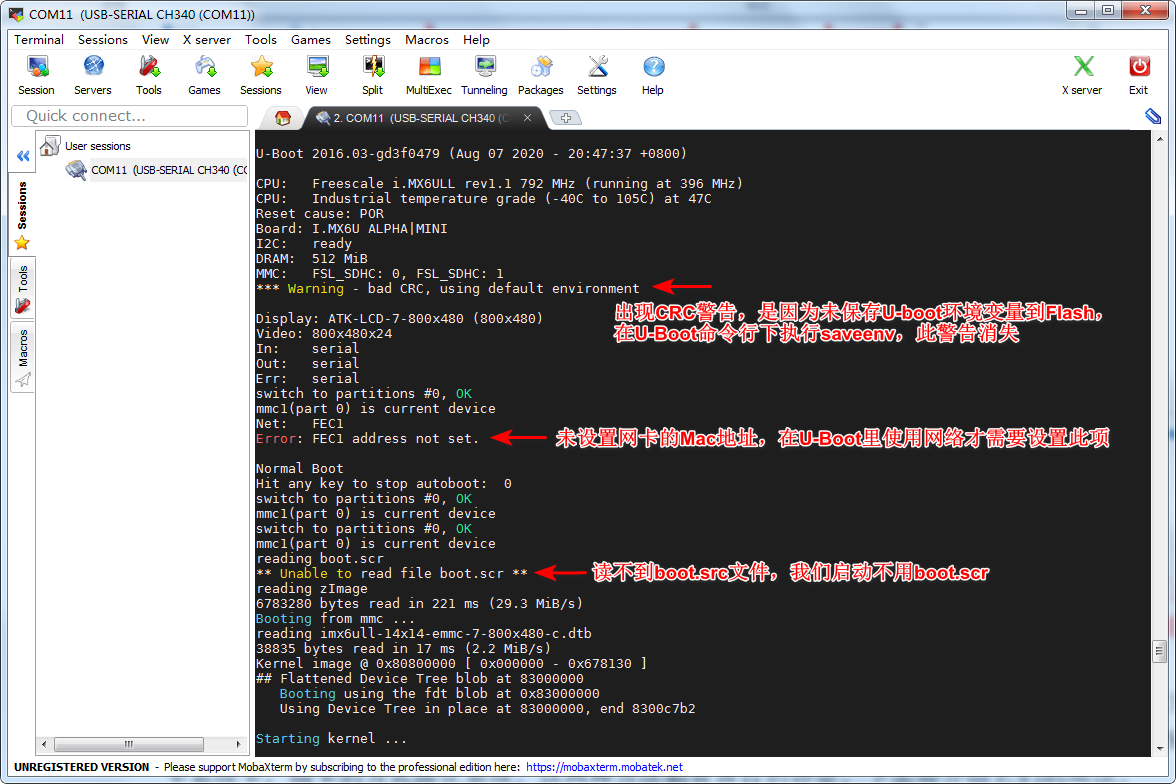 COM11  (USB-SERIAL CH340 (COM11))
Terminal Sessions View X server Tools Games Settings Macros Help
Session Servers Tools Games Sessions View Split MultiExec Tunneling Packages Settings Help X server Exit
Quick connect...
2. COM11  (USB-SERIAL CH340 (C
User sessions
COM11  (USB-SERIAL CH340 (CO
Sessions
Tools
Macros
U-Boot 2016.03-gd3f0479 (Aug 07 2020 - 20:47:37 +0800)
CPU:   Freescale i.MX6ULL rev1.1 792 MHz (running at 396 MHz)
CPU:   Industrial temperature grade (-40C to 105C) at 47C
Reset cause: POR
Board: I.MX6U ALPHA|MINI
I2C:   ready
DRAM:  512 MiB
MMC:   FSL_SDHC: 0, FSL_SDHC: 1
*** Warning - bad CRC, using default environment
出现CRC警告，是因为未保存U-boot环境变量到Flash，
在U-Boot命令行下执行saveenv，此警告消失
Display: ATK-LCD-7-800x480 (800x480)
Video: 800x480x24
In:    serial
Out:   serial
Err:   serial
switch to partitions #0, OK
mmc1(part 0) is current device
Net:   FEC1
Error: FEC1 address not set.
未设置网卡的Mac地址，在U-Boot里使用网络才需要设置此项
Normal Boot
Hit any key to stop autoboot:  0
switch to partitions #0, OK
mmc1(part 0) is current device
switch to partitions #0, OK
mmc1(part 0) is current device
reading boot.scr
** Unable to read file boot.scr **
读不到boot.src文件，我们启动不用boot.scr
reading zImage
6783280 bytes read in 221 ms (29.3 MiB/s)
Booting from mmc ...
reading imx6ull-14x14-emmc-7-800x480-c.dtb
38835 bytes read in 17 ms (2.2 MiB/s)
Kernel image @ 0x80800000 [ 0x000000 - 0x678130 ]
## Flattened Device Tree blob at 83000000
   Booting using the fdt blob at 0x83000000
   Using Device Tree in place at 83000000, end 8300c7b2
Starting kernel ...
UNREGISTERED VERSION  -  Please support MobaXterm by subscribing to the professional edition here:  https://mobaxterm.mobatek.net